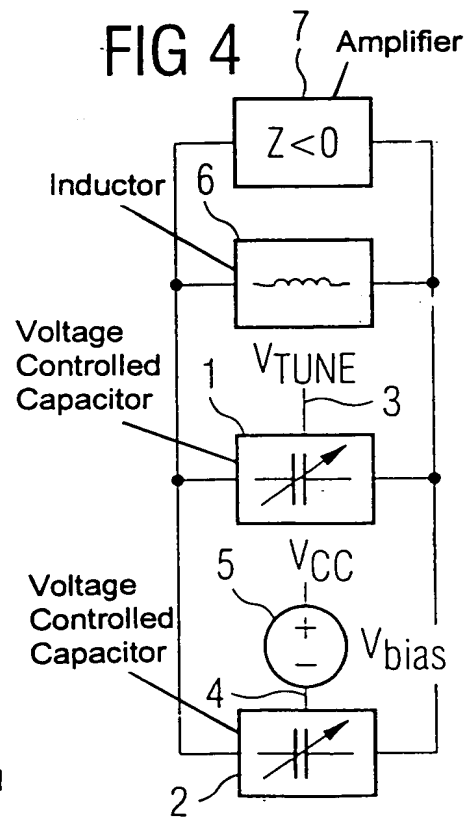 FIG 4
7
Amplifier
Z<0
Inductor
6
Voltage
Controlled
Capacitor
1
VTUNE
3
VCC
5
+
−
Vbias
Voltage
Controlled
Capacitor
4
2